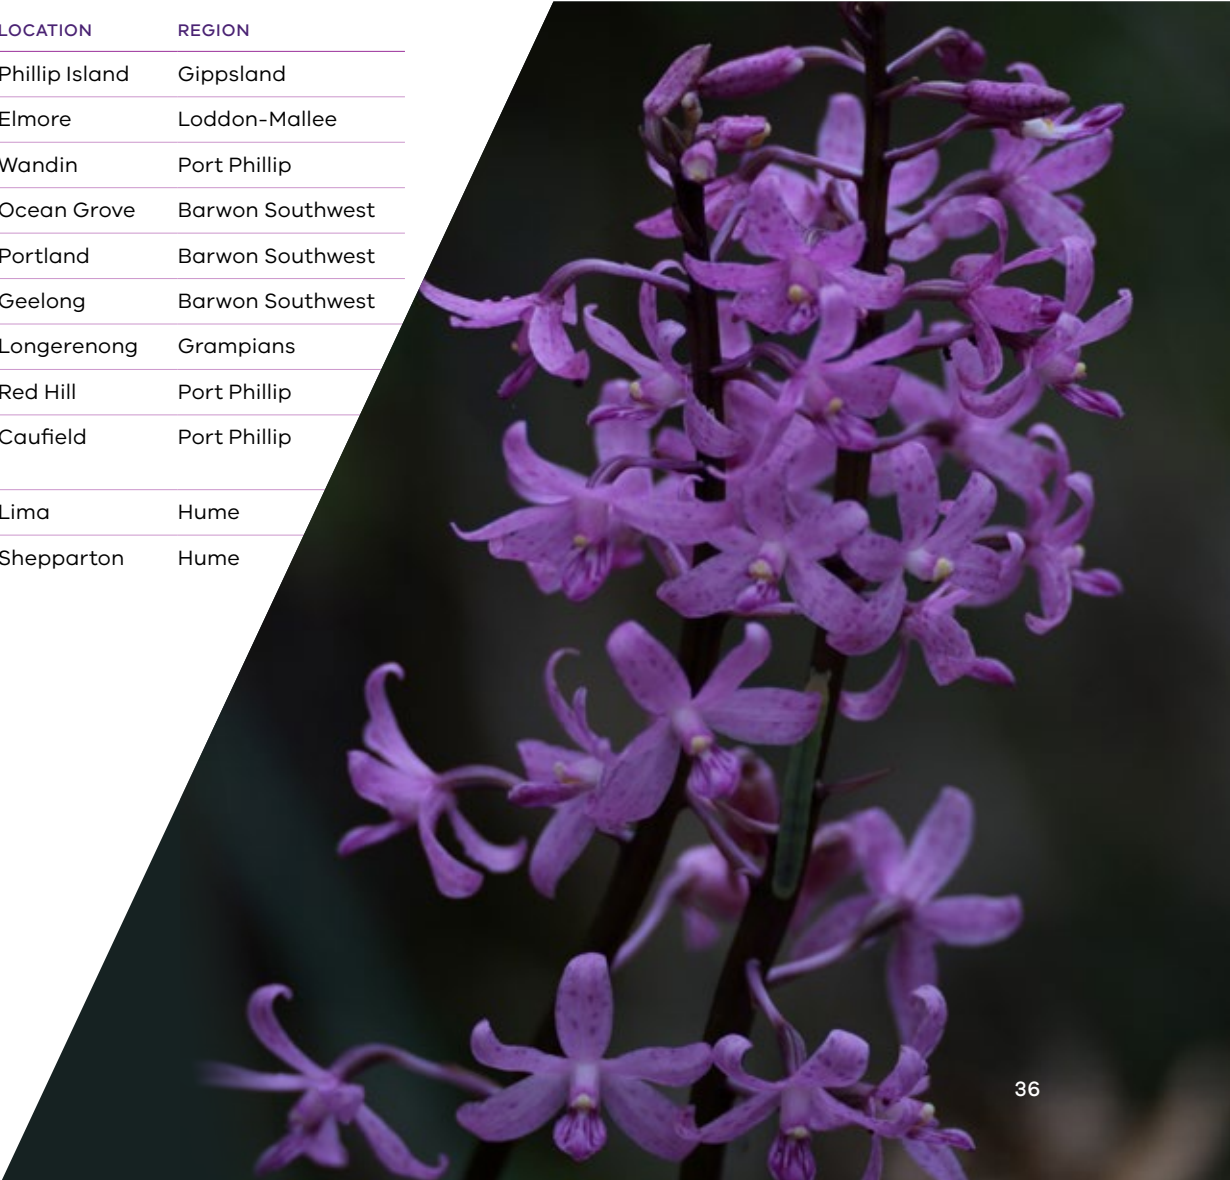 LOCATION REGION
Phillip Island Gippsland
Elmore Loddon-Mallee
Wandin Port Phillip
Ocean Grove Barwon Southwest
Portland Barwon Southwest
Geelong Barwon Southwest
Longerenong Grampians
Red Hill Port Phillip
Caufield Port Phillip
Lima Hume
Shepparton Hume
36